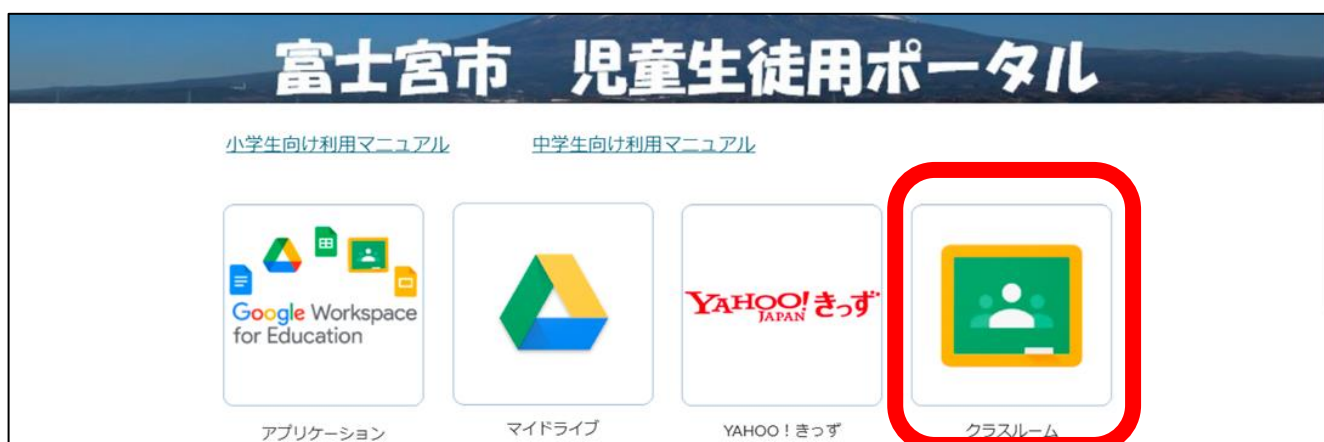 富士宮市 児童生徒用ポータル
小学生向け利用マニュアル 中学生向け利用マニュアル
Google Workspace
for Education
YAHOO!きっず
JAPAN
アプリケーション マイドライブ YAHOO！きっず クラスルーム